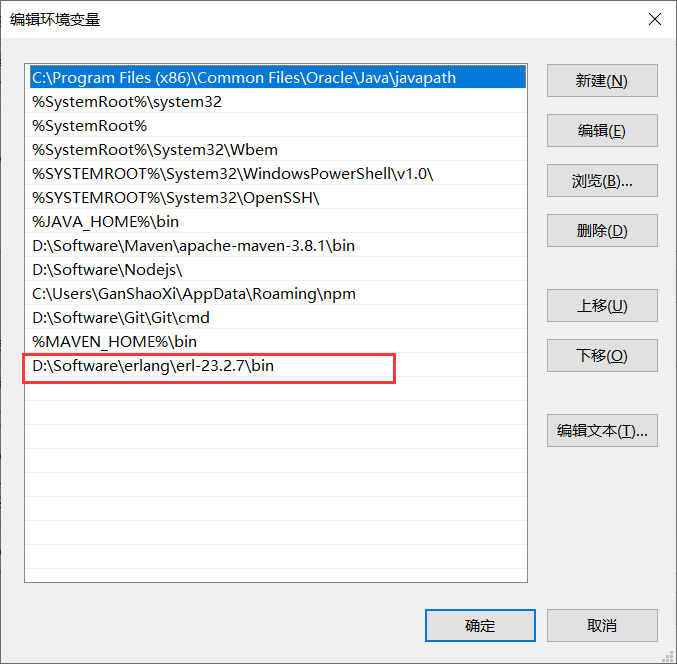 编辑环境变量
C:\Program Files (x86)\Common Files\Oracle\Java\javapath
%SystemRoot%\system32
%SystemRoot%
%SystemRoot%\System32\Wbem
%SYSTEMROOT%\System32\WindowsPowerShell\v1.0\
%SYSTEMROOT%\System32\OpenSSH\
%JAVA_HOME%\bin
D:\Software\Maven\apache-maven-3.8.1\bin
D:\Software\Nodejs\
C:\Users\GanShaoXi\AppData\Roaming\npm
D:\Software\Git\Git\cmd
%MAVEN_HOME%\bin
D:\Software\erlang\erl-23.2.7\bin
新建(N)
编辑(E)
浏览(B)...
删除(D)
上移(U)
下移(O)
编辑文本(T)...
确定
取消